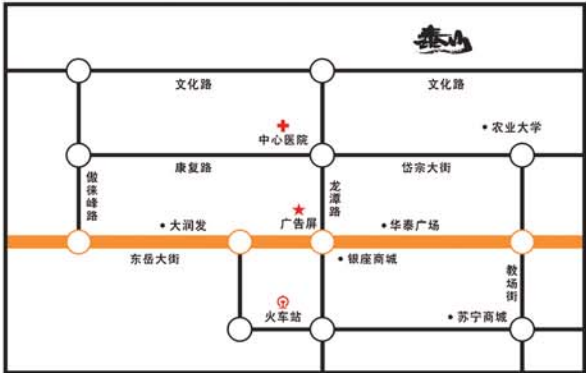 泰山
文化路
文化路
农业大学
中心医院
康复路
岱宗大街
傲徕峰路
龙潭路
大润发
广告屏
华泰广场
东岳大街
银座商城
教场街
火车站
苏宁商城